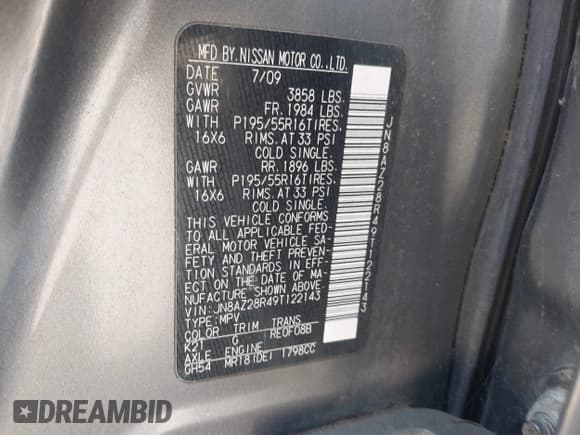 MFD BY.NISSAN MOTOR CO.,LTD.
DATE 7/09
GVWR 3858 LBS.
GAWR FR. 1984 LBS.
WITH P195/55R16TIRES,
16X6 RIMS. AT 33 PSI
COLD SINGLE.
GAWR RR. 1896 LBS.
WITH P195/55R16TIRES,
16X6 RIMS. AT 33 PSI
COLD SINGLE.
THIS VEHICLE CONFORMS
TO ALL APPLICABLE FED-
ERAL MOTOR VEHICLE SA-
FETY AND THEFT PREVEN-
TION STANDARDS IN EFF-
ECT ON THE DATE OF MA-
NUFACTURE SHOWN ABOVE.
VIN: JN8AZ28R49T122143
TYPE: MPV
COLOR TRIM TRANS
K21 G RE0F08B
AXLE ENGINE
GH54 MR18(DE) 1798CC
JN8AZ28R49T122143
DREAMBID